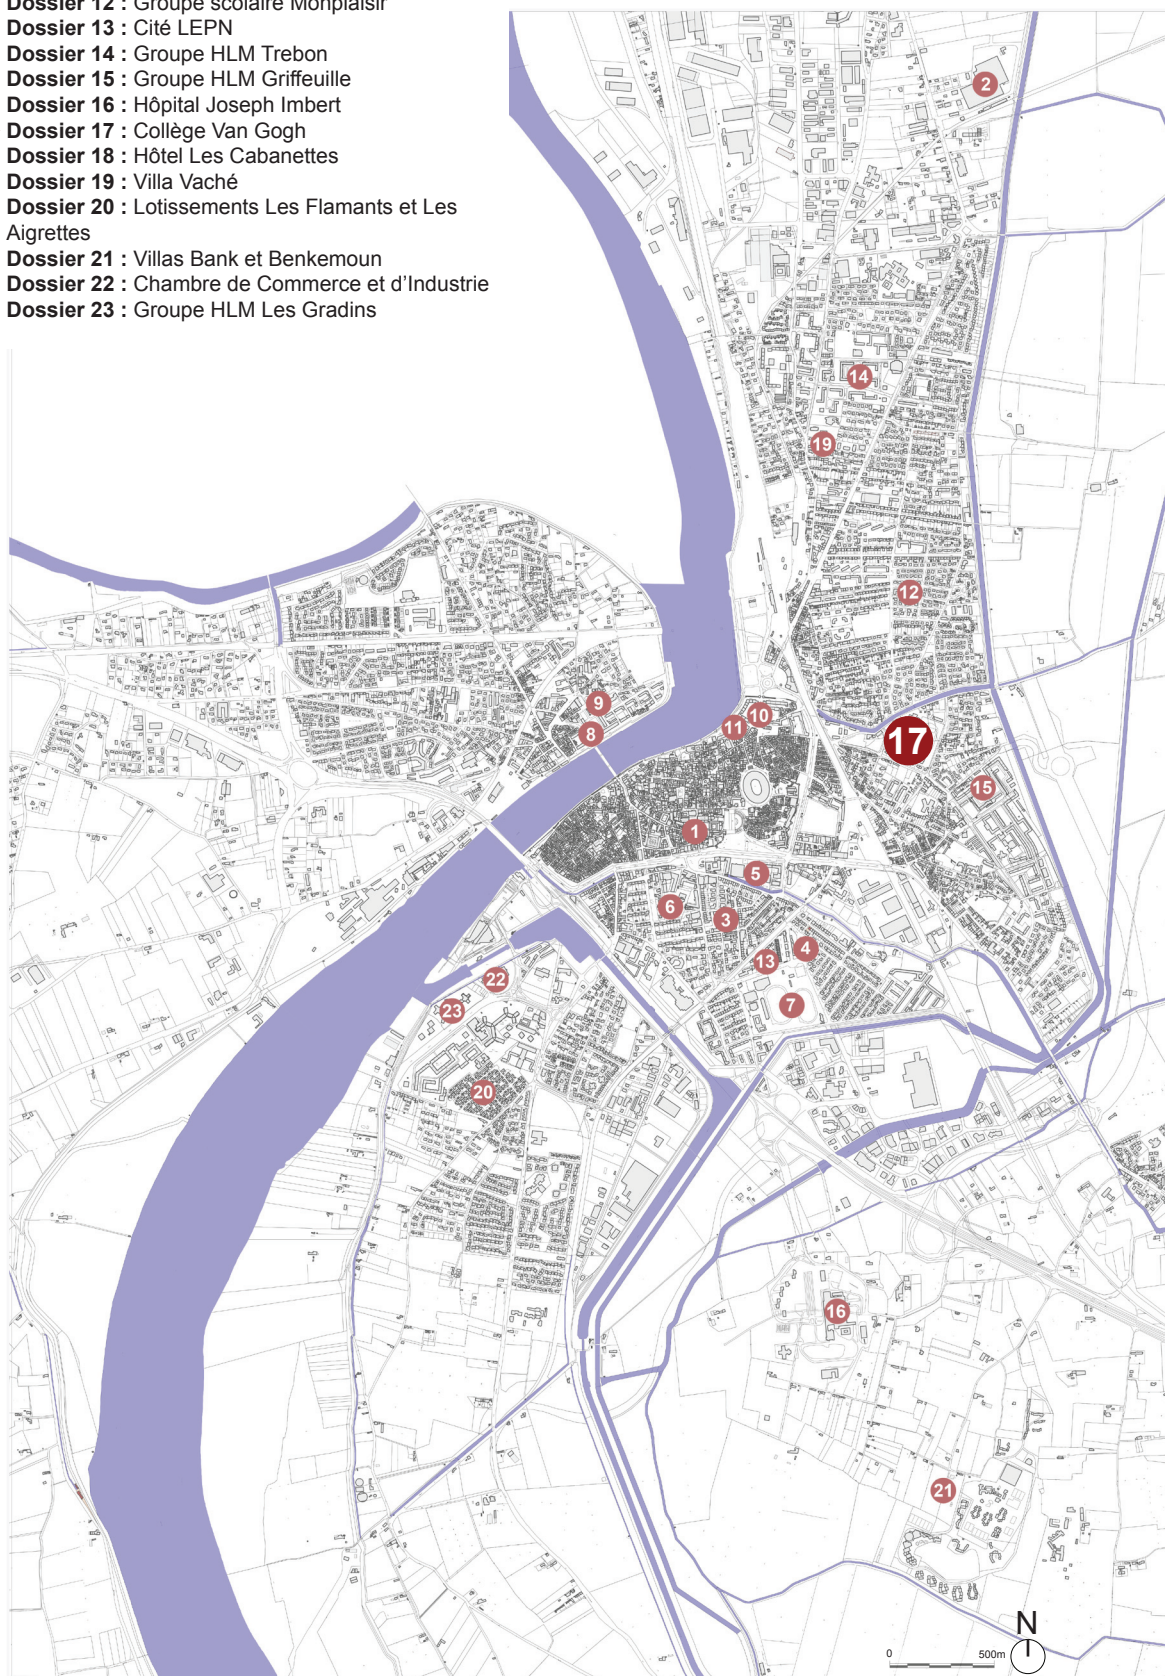 Dossier 12 : Groupe scolaire Monplaisir
Dossier 13 : Cité LEPN
Dossier 14 : Groupe HLM Trebon
Dossier 15 : Groupe HLM Griffeuille
Dossier 16 : Hôpital Joseph Imbert
Dossier 17 : Collège Van Gogh
Dossier 18 : Hôtel Les Cabanettes
Dossier 19 : Villa Vaché
Dossier 20 : Lotissements Les Flamants et Les
Aigrettes
Dossier 21 : Villas Bank et Benkemoun
Dossier 22 : Chambre de Commerce et d’Industrie
Dossier 23 : Groupe HLM Les Gradins
2
14
19
12
9
10
11
8
17
15
1
5
6
3
4
13
22
7
23
20
16
21
N
0
500m